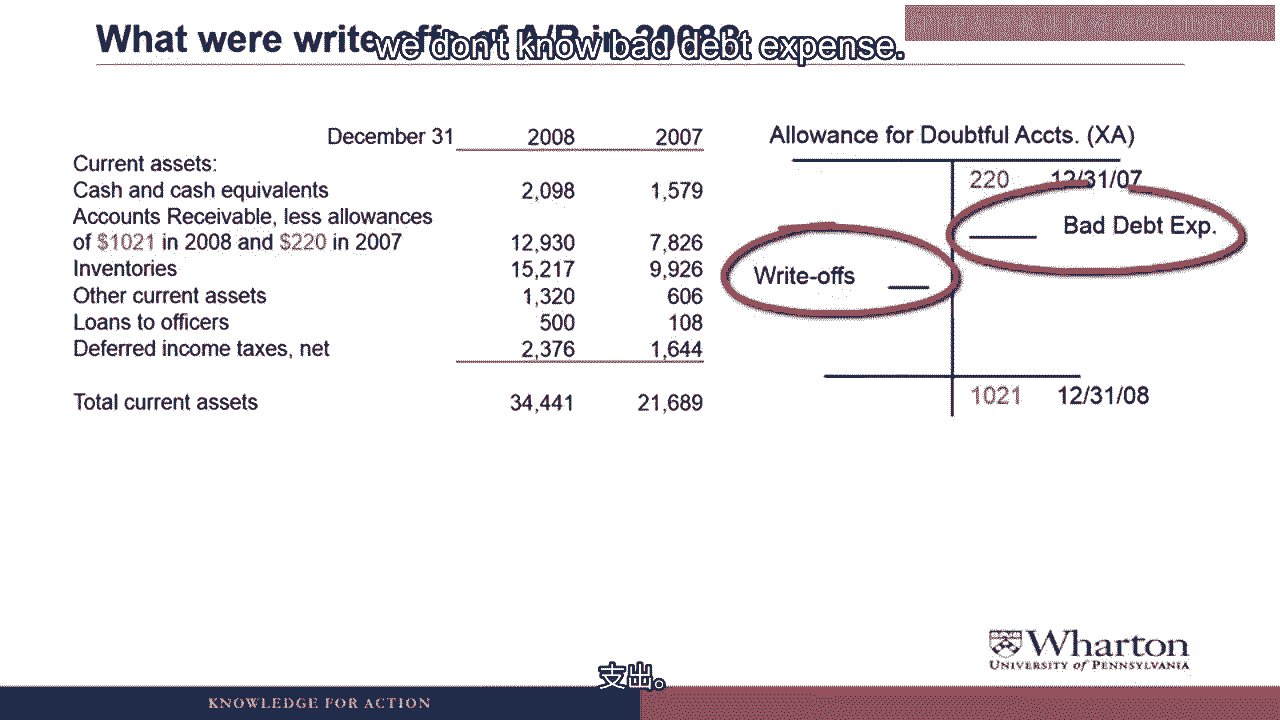 What were write-offs of A/R in 2008?
we don't know bad debt expense.
December 31 2008 2007
Current assets:
Cash and cash equivalents 2,098 1,579
Accounts Receivable, less allowances
of $1021 in 2008 and $220 in 2007 12,930 7,826
Inventories 15,217 9,926
Other current assets 1,320 606
Loans to officers 500 108
Deferred income taxes, net 2,376 1,644
Total current assets 34,441 21,689
Allowance for Doubtful Accts. (XA)
220 12/31/07
Bad Debt Exp.
Write-offs
1021 12/31/08
Wharton
UNIVERSITY of PENNSYLVANIA
支出。
KNOWLEDGE FOR ACTION